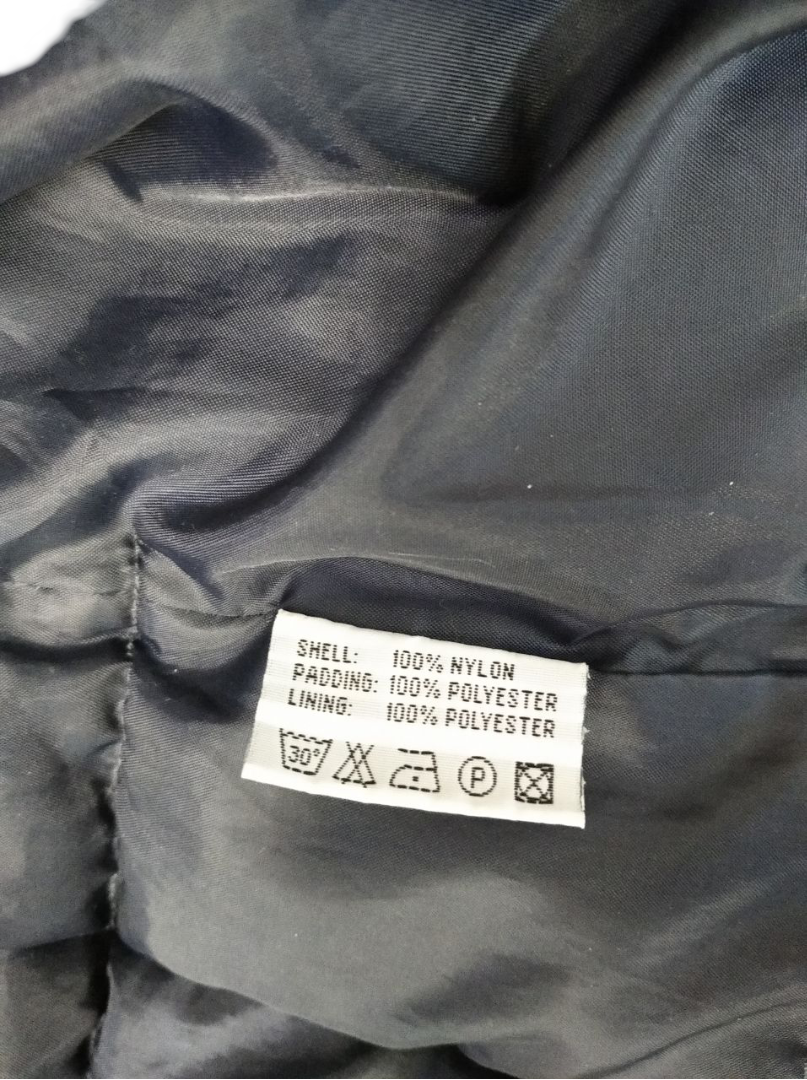 SHELL: 100% NYLON
PADDING: 100% POLYESTER
LINING: 100% POLYESTER
30° P